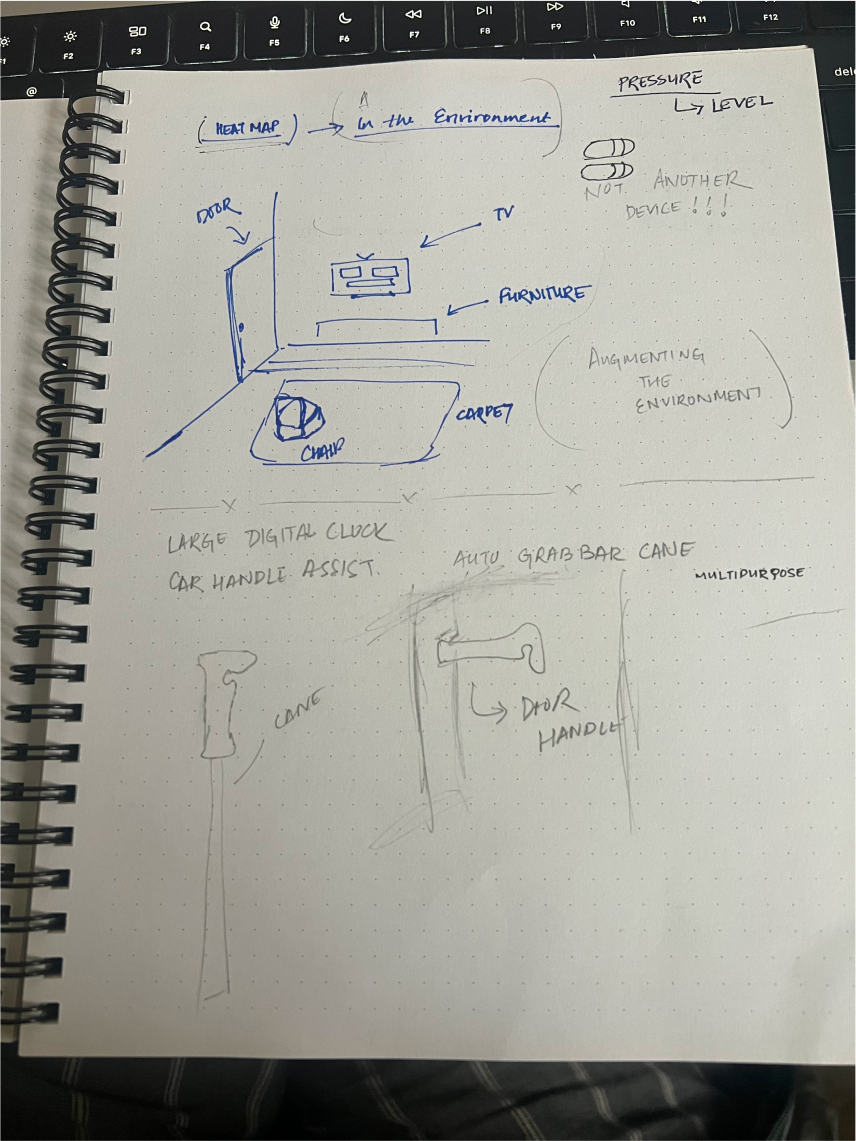 F1
F2
F3
F4
F5
F6
F7
F8
F9
F10
F11
F12
@
dele
PRESSURE
↳ LEVEL
(HEAT MAP) → In the Environment
NOT ANOTHER
DEVICE !!!
DOOR
TV
FURNITURE
AUGMENTING
THE
ENVIRONMENT
CARPET
CHAIR
LARGE DIGITAL CLOCK
CAR HANDLE ASSIST.
AUTO GRAB BAR CANE
MULTIPURPOSE
CANE
DOOR
HANDLE